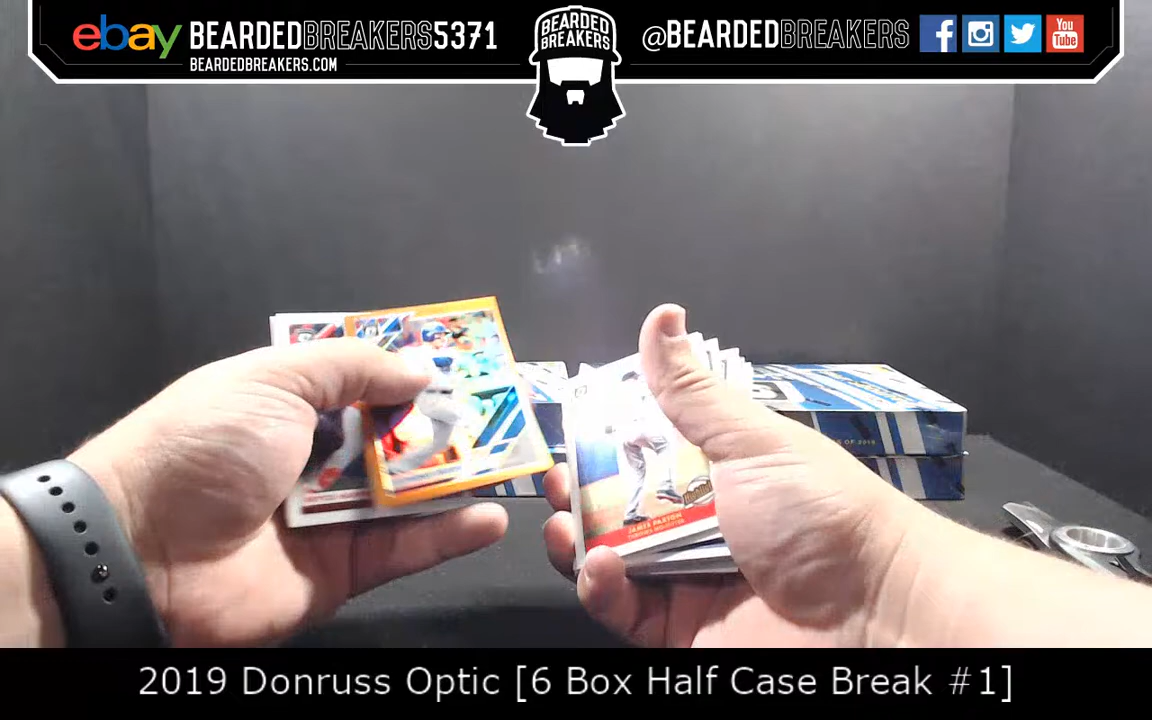 ebay BEARDEDBREAKERS5371
BEARDEDBREAKERS.COM
BEARDED
BREAKERS
@BEARDEDBREAKERS
You
Tube
JAMES PAXTON
2019 Donruss Optic [6 Box Half Case Break #1]